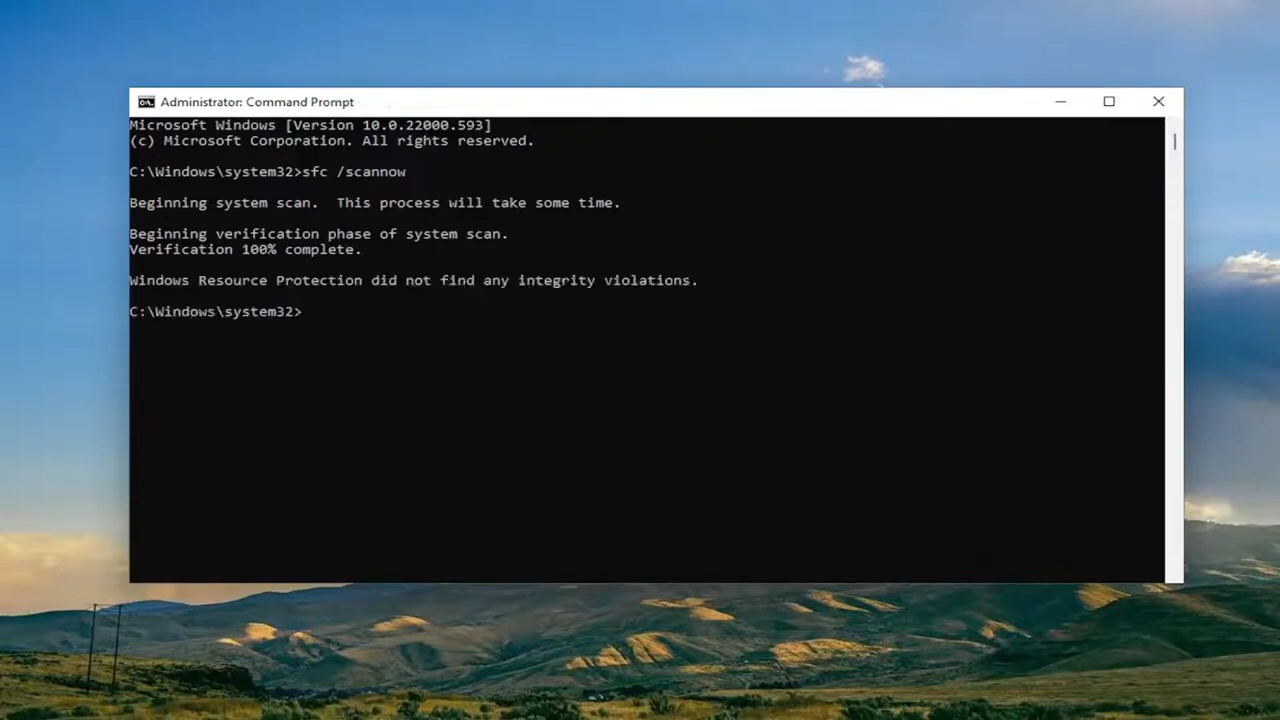 Administrator: Command Prompt
Microsoft Windows [Version 10.0.22000.593]
(c) Microsoft Corporation. All rights reserved.
C:\Windows\system32>sfc /scannow
Beginning system scan.  This process will take some time.
Beginning verification phase of system scan.
Verification 100% complete.
Windows Resource Protection did not find any integrity violations.
C:\Windows\system32>